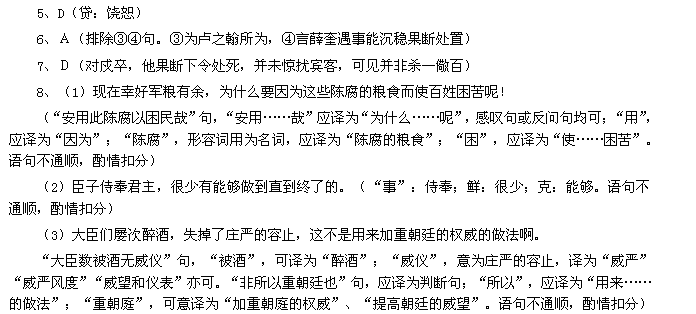 5、D（贷：饶恕）
6、A（排除③④句。③为卢之翰所为，④言薛奎遇事能沉稳果断处置）
7、D（对戍卒，他果断下令处死，并未惊扰宾客，可见并非杀一儆百）
8、（1）现在幸好军粮有余，为什么要因为这些陈腐的粮食而使百姓困苦呢!
（“安用此陈腐以困民哉”句，“安用……哉”应译为“为什么……呢”，感叹句或反问句均可；“用”，
应译为“因为”；“陈腐”，形容词用为名词，应译为“陈腐的粮食”；“困”，应译为“使……困苦”。
语句不通顺，酌情扣分）
（2）臣子侍奉君主，很少有能够做到直到终了的。（“事”：侍奉；鲜：很少；克：能够。语句不
通顺，酌情扣分）
（3）大臣们屡次醉酒，失掉了庄严的容止，这不是用来加重朝廷的权威的做法啊。
“大臣数被酒无威仪”句，“被酒”，可译为“醉酒”；“威仪”，意为庄严的容止，译为“威严”
“威严风度”“威望和仪表”亦可。“非所以重朝廷也”句，应译为判断句；“所以”，应译为“用来……
的做法”；“重朝廷”，可意译为“加重朝庭的权威”、“提高朝廷的威望”。语句不通顺，酌情扣分）